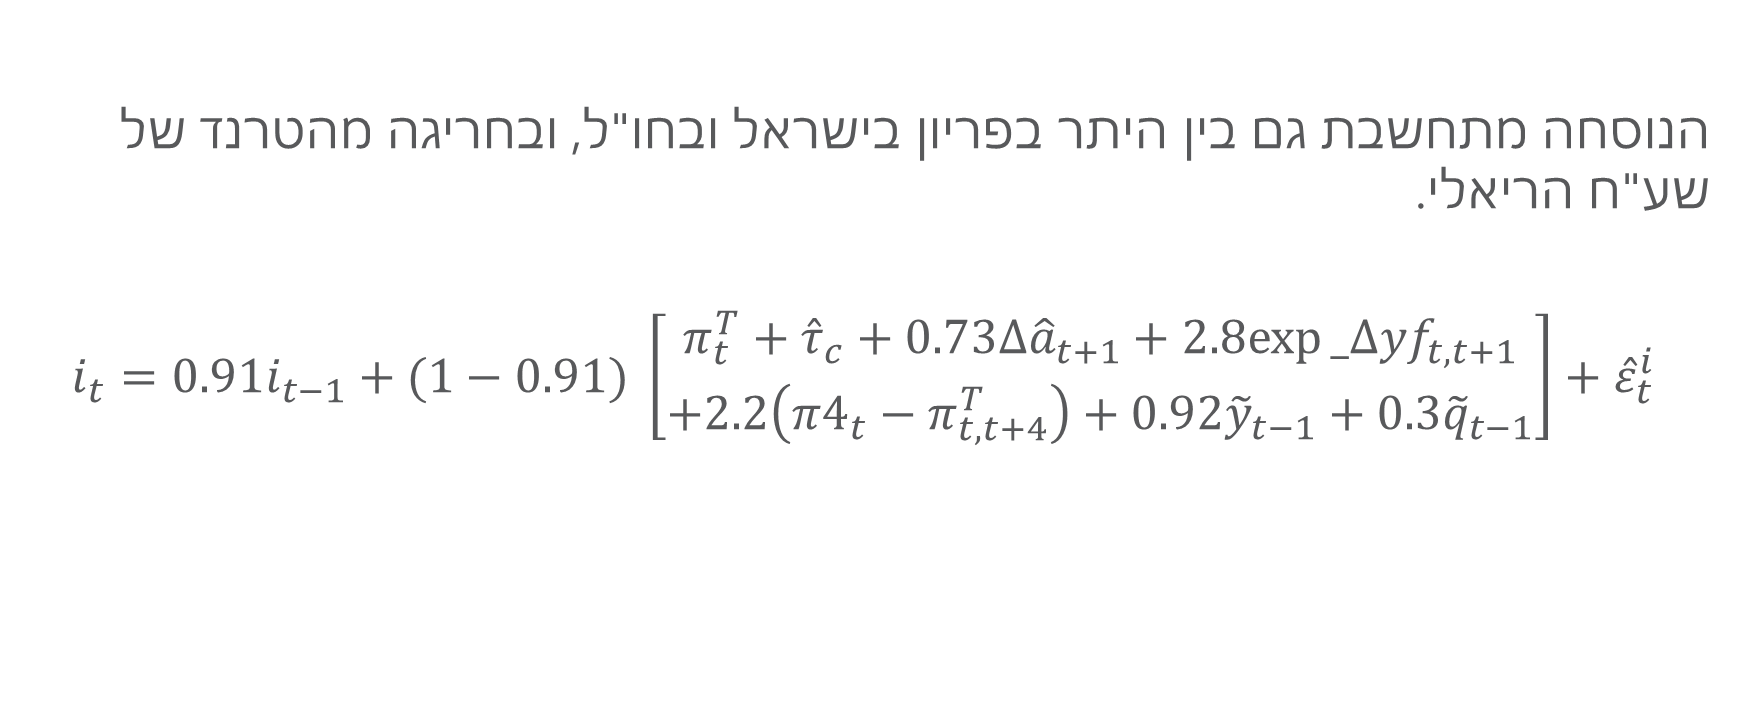 הנוסחה מתחשבת גם בין היתר בפריון בישראל ובחו"ל, ובחריגה מהטרנד של
שע"ח הריאלי.
i_t = 0.91i_{t−1} + (1 − 0.91) [π_t^T + τ̂_c + 0.73Δâ_{t+1} + 2.8exp _Δyf_{t,t+1}
+2.2(π4_t − π_{t,t+4}^T) + 0.92ỹ_{t−1} + 0.3q̃_{t−1}] + ε̂_t^i